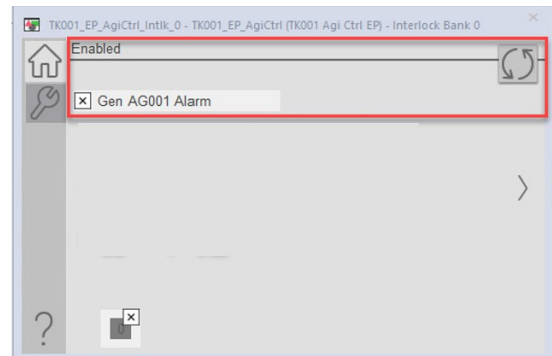 TK001_EP_AgiCtrl_Intlk_0 - TK001_EP_AgiCtrl (TK001 Agi Ctrl EP) - Interlock Bank 0
Enabled
Gen AG001 Alarm
0